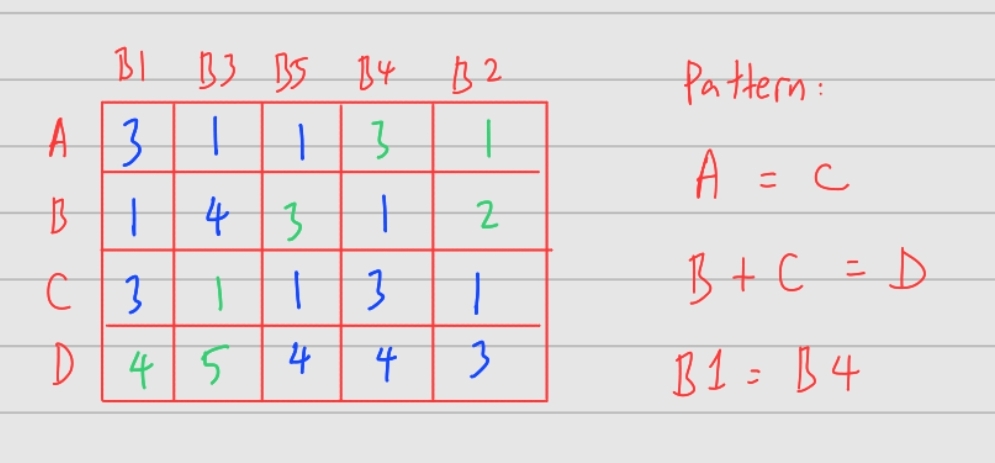 B1 B3 B5 B4 B2
A 3 1 1 3 1
B 1 4 3 1 2
C 3 1 1 3 1
D 4 5 4 4 3
Pattern:
A = C
B + C = D
B1 = B4